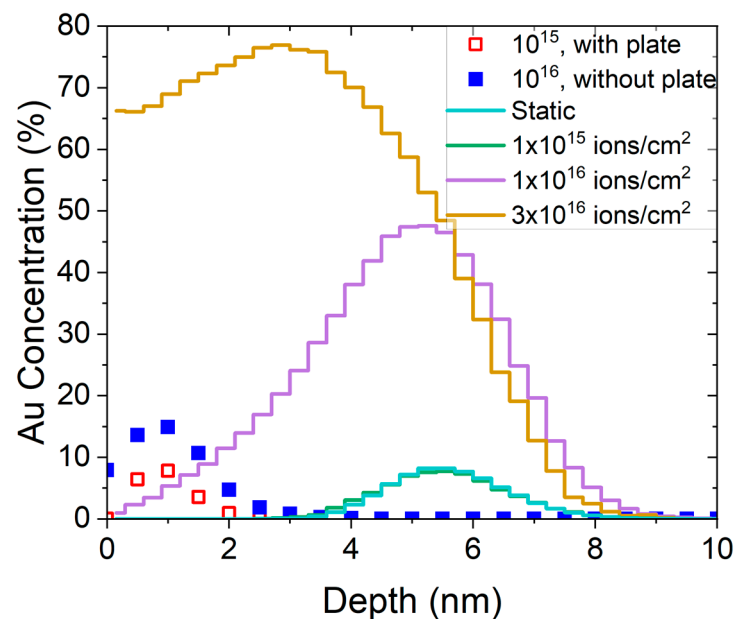 80
70
60
50
40
30
20
10
0
Au Concentration (%)
10¹⁵, with plate
10¹⁶, without plate
Static
1x10¹⁵ ions/cm²
1x10¹⁶ ions/cm²
3x10¹⁶ ions/cm²
0 2 4 6 8 10
Depth (nm)